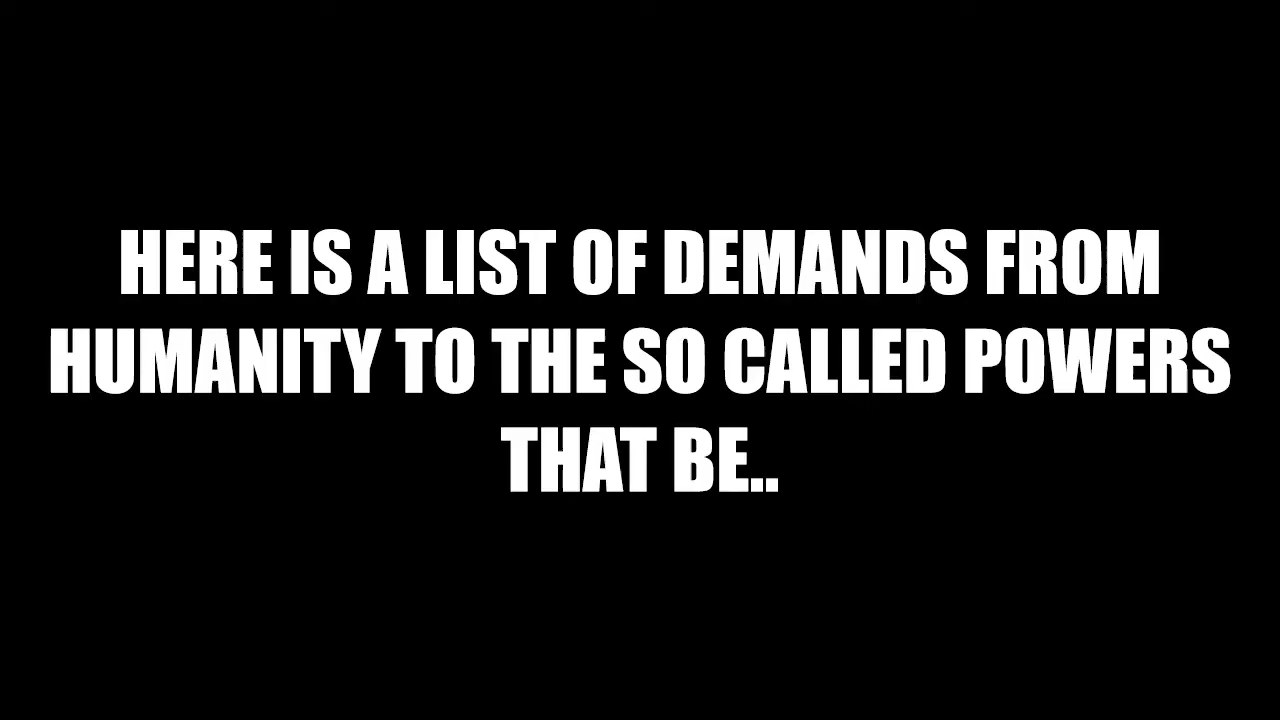 HERE IS A LIST OF DEMANDS FROM
HUMANITY TO THE SO CALLED POWERS
THAT BE..